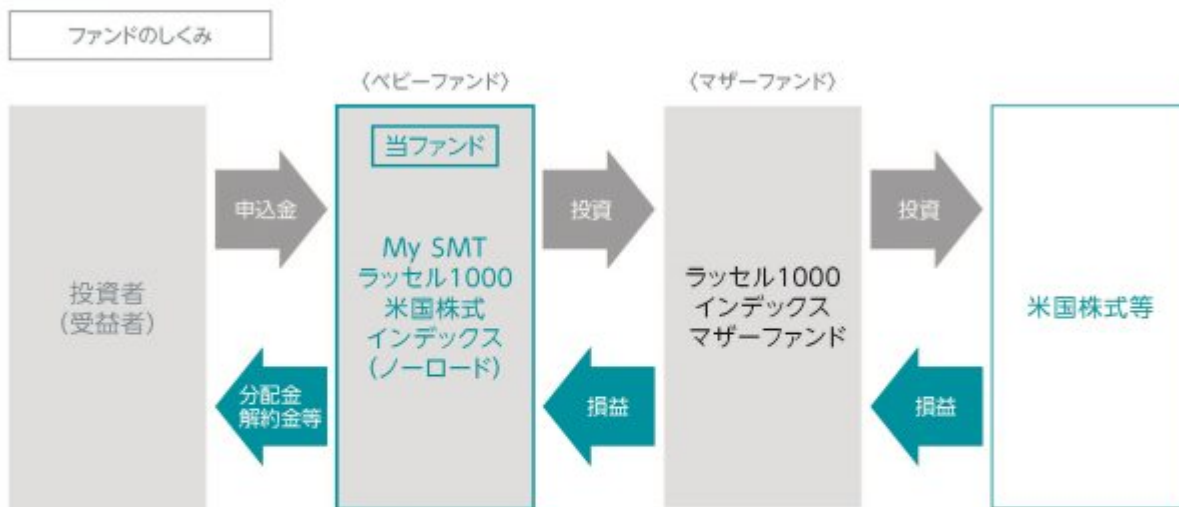 ファンドのしくみ
〈ベビーファンド〉
〈マザーファンド〉
投資者
(受益者)
申込金
分配金
解約金等
当ファンド
My SMT
ラッセル1000
米国株式
インデックス
(ノーロード)
投資
損益
ラッセル1000
インデックス
マザーファンド
投資
損益
米国株式等